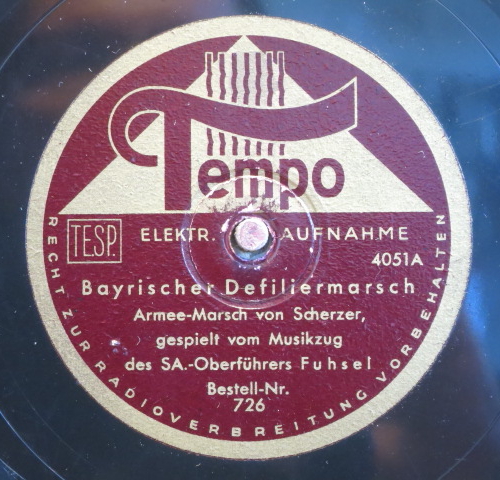 Tempo
TESP.
ELEKTR. AUFNAHME
4051A
Bayrischer Defiliermarsch
Armee-Marsch von Scherzer,
gespielt vom Musikzug
des SA.-Oberführers Fuhsel
Bestell-Nr.
726
RECHT ZUR RADIOVERBREITUNG VORBEHALTEN